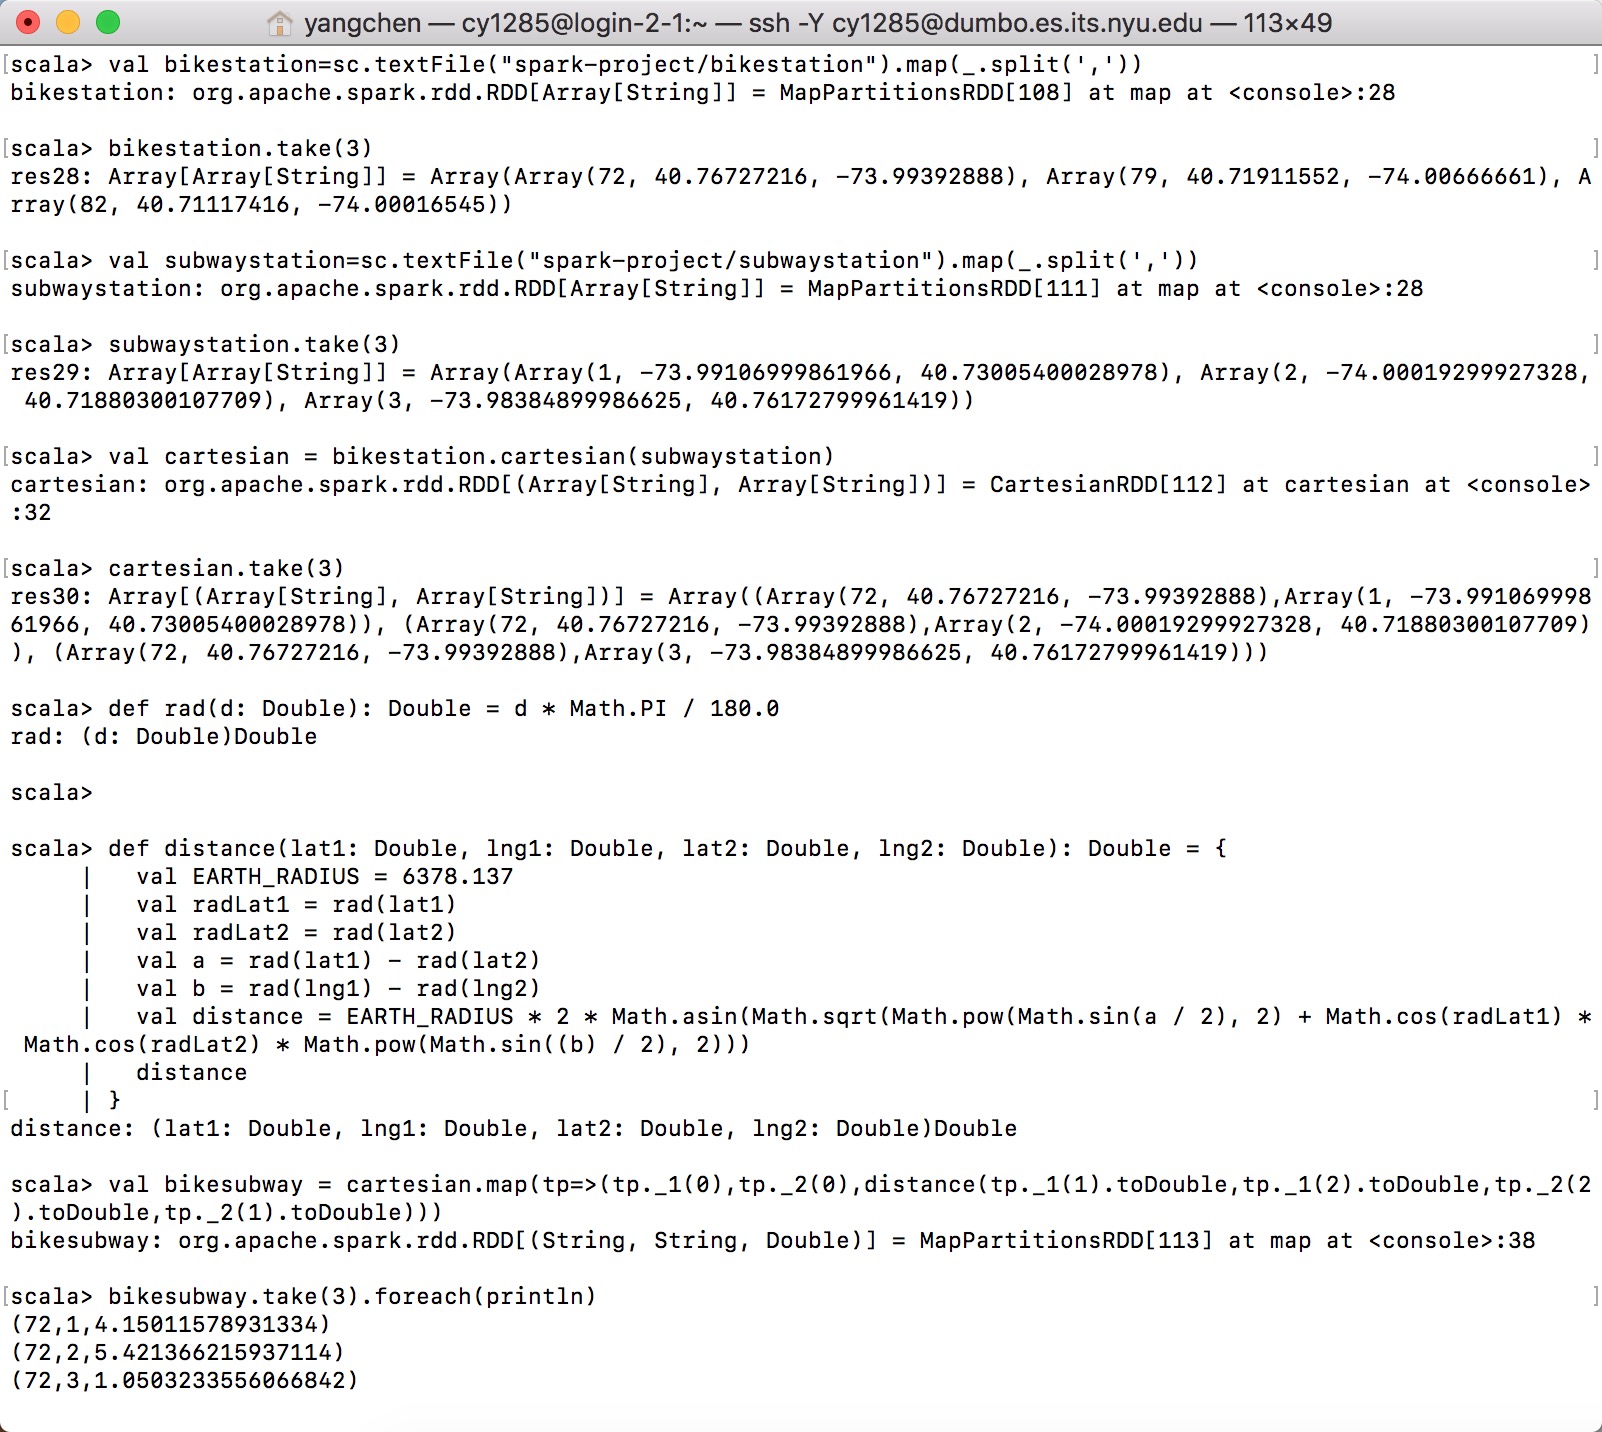 yangchen — cy1285@login-2-1:~ — ssh -Y cy1285@dumbo.es.its.nyu.edu — 113×49
[scala> val bikestation=sc.textFile("spark-project/bikestation").map(_.split(',')) ]
bikestation: org.apache.spark.rdd.RDD[Array[String]] = MapPartitionsRDD[108] at map at <console>:28
[scala> bikestation.take(3) ]
res28: Array[Array[String]] = Array(Array(72, 40.76727216, -73.99392888), Array(79, 40.71911552, -74.00666661), A
rray(82, 40.71117416, -74.00016545))
[scala> val subwaystation=sc.textFile("spark-project/subwaystation").map(_.split(',')) ]
subwaystation: org.apache.spark.rdd.RDD[Array[String]] = MapPartitionsRDD[111] at map at <console>:28
[scala> subwaystation.take(3) ]
res29: Array[Array[String]] = Array(Array(1, -73.99106999861966, 40.73005400028978), Array(2, -74.00019299927328,
40.71880300107709), Array(3, -73.98384899986625, 40.76172799961419))
[scala> val cartesian = bikestation.cartesian(subwaystation) ]
cartesian: org.apache.spark.rdd.RDD[(Array[String], Array[String])] = CartesianRDD[112] at cartesian at <console>
:32
[scala> cartesian.take(3) ]
res30: Array[(Array[String], Array[String])] = Array((Array(72, 40.76727216, -73.99392888),Array(1, -73.991069998
61966, 40.73005400028978)), (Array(72, 40.76727216, -73.99392888),Array(2, -74.00019299927328, 40.71880300107709)
), (Array(72, 40.76727216, -73.99392888),Array(3, -73.98384899986625, 40.76172799961419)))
scala> def rad(d: Double): Double = d * Math.PI / 180.0
rad: (d: Double)Double
scala>
scala> def distance(lat1: Double, lng1: Double, lat2: Double, lng2: Double): Double = {
| val EARTH_RADIUS = 6378.137
| val radLat1 = rad(lat1)
| val radLat2 = rad(lat2)
| val a = rad(lat1) - rad(lat2)
| val b = rad(lng1) - rad(lng2)
| val distance = EARTH_RADIUS * 2 * Math.asin(Math.sqrt(Math.pow(Math.sin(a / 2), 2) + Math.cos(radLat1) *
Math.cos(radLat2) * Math.pow(Math.sin((b) / 2), 2)))
| distance
[ | } ]
distance: (lat1: Double, lng1: Double, lat2: Double, lng2: Double)Double
scala> val bikesubway = cartesian.map(tp=>(tp._1(0),tp._2(0),distance(tp._1(1).toDouble,tp._1(2).toDouble,tp._2(2
).toDouble,tp._2(1).toDouble)))
bikesubway: org.apache.spark.rdd.RDD[(String, String, Double)] = MapPartitionsRDD[113] at map at <console>:38
[scala> bikesubway.take(3).foreach(println) ]
(72,1,4.15011578931334)
(72,2,5.421366215937114)
(72,3,1.0503233556066842)